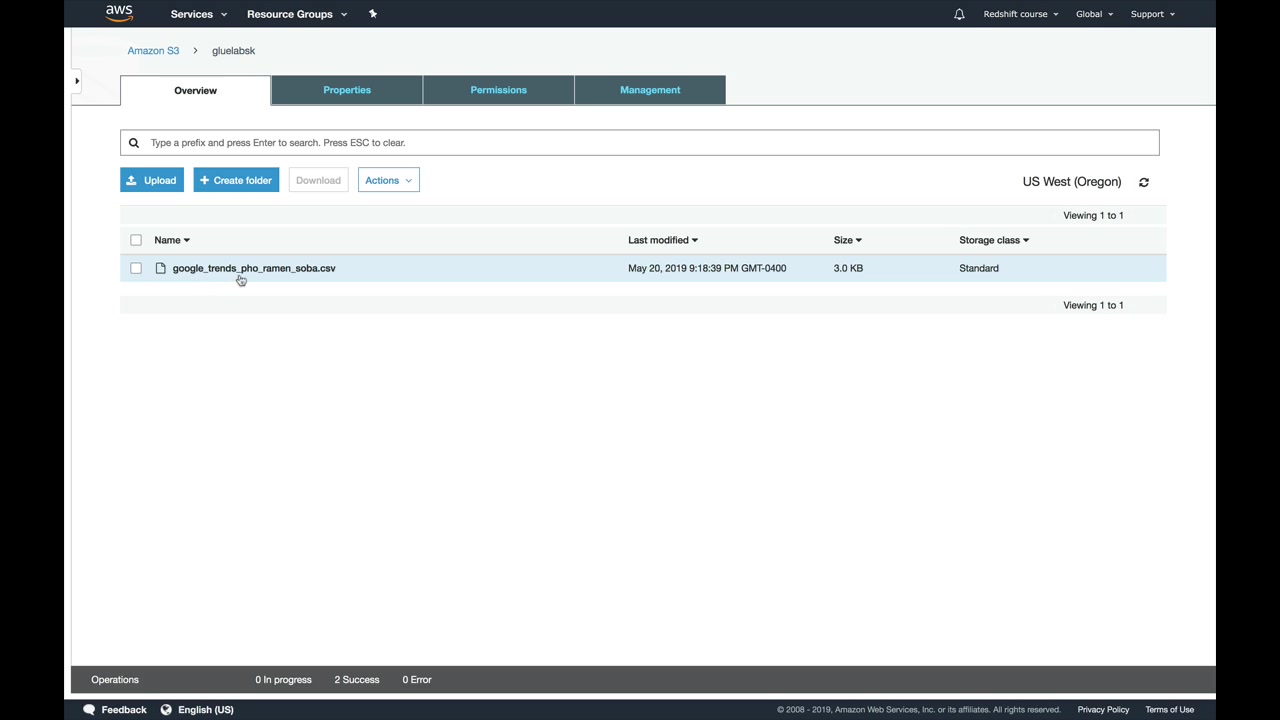 aws Services Resource Groups Redshift course Global Support
Amazon S3 > gluelabsk
Overview Properties Permissions Management
Type a prefix and press Enter to search. Press ESC to clear.
Upload + Create folder Download Actions US West (Oregon)
Viewing 1 to 1
Name Last modified Size Storage class
google_trends_pho_ramen_soba.csv May 20, 2019 9:18:39 PM GMT-0400 3.0 KB Standard
Viewing 1 to 1
Operations 0 In progress 2 Success 0 Error
Feedback English (US) © 2008 - 2019, Amazon Web Services, Inc. or its affiliates. All rights reserved. Privacy Policy Terms of Use